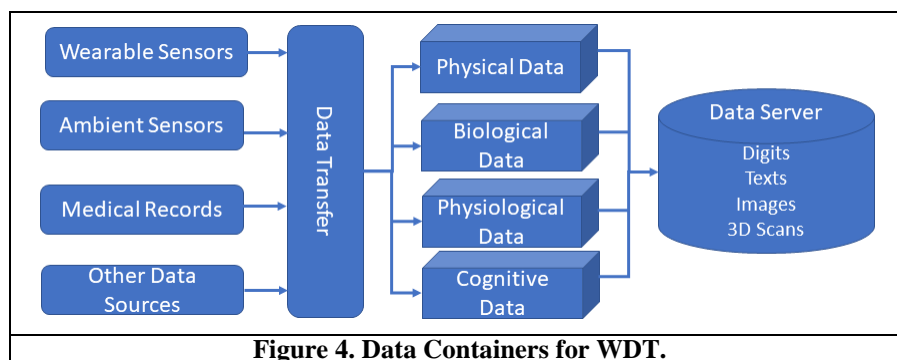 Wearable Sensors
Ambient Sensors
Medical Records
Other Data
Sources
Data Transfer
Physical Data
Biological
Data
Physiological
Data
Cognitive
Data
Data Server
Digits
Texts
Images
3D Scans
Figure 4. Data Containers for WDT.